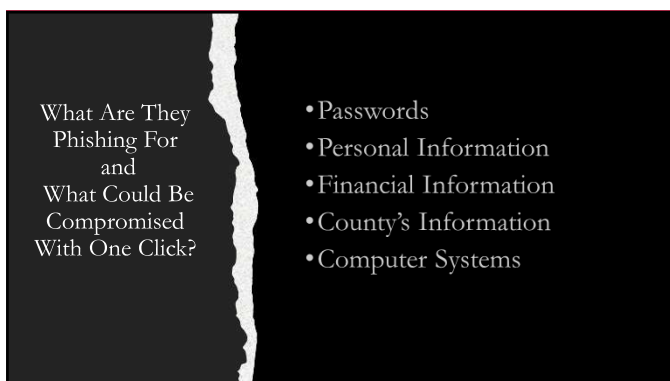 What Are They
Phishing For
and
What Could Be
Compromised
With One Click?
•Passwords
•Personal Information
•Financial Information
•County’s Information
•Computer Systems